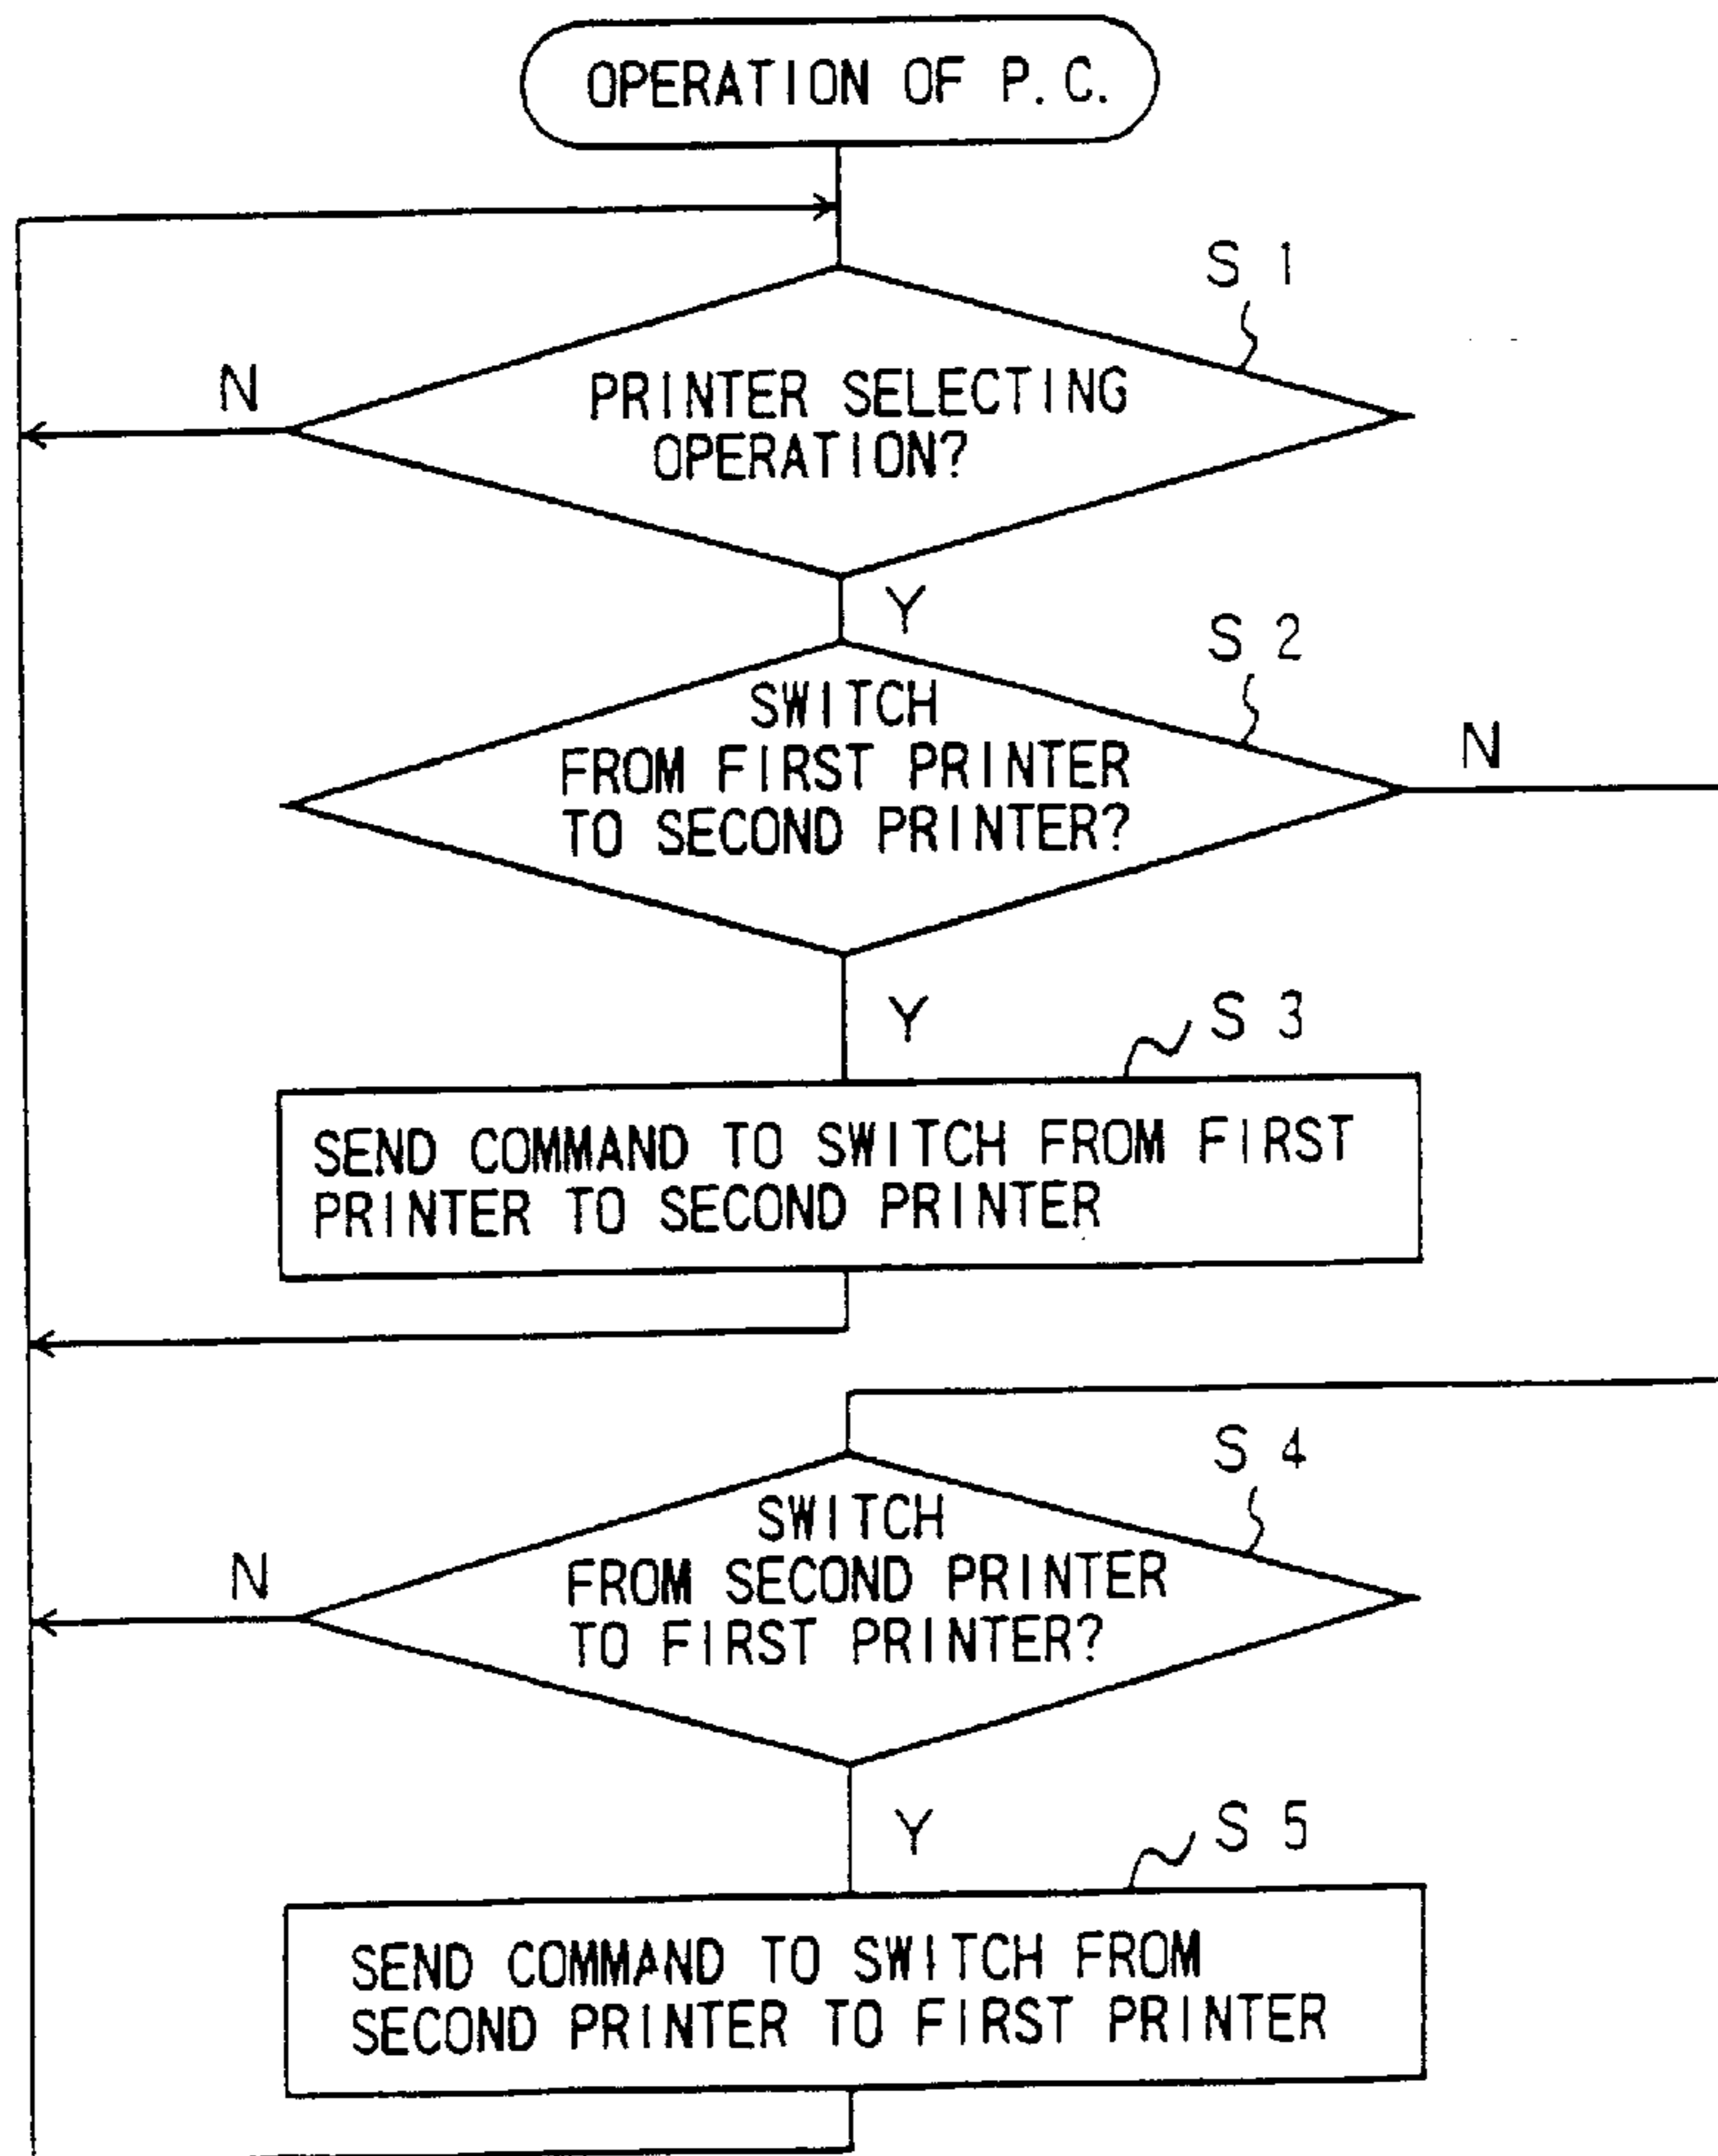 OPERATION OF P. C.
S 1
N
PRINTER SELECTING
OPERATION?
Y
S 2
SWITCH
N
FROM FIRST PRINTER
TO SECOND PRINTER?
Y
S 3
SEND COMMAND TO SWITCH FROM FIRST
PRINTER TO SECOND PRINTER
S 4
SWITCH
N
FROM SECOND PRINTER
TO FIRST PRINTER?
Y
S 5
SEND COMMAND TO SWITCH FROM
SECOND PRINTER TO FIRST PRINTER